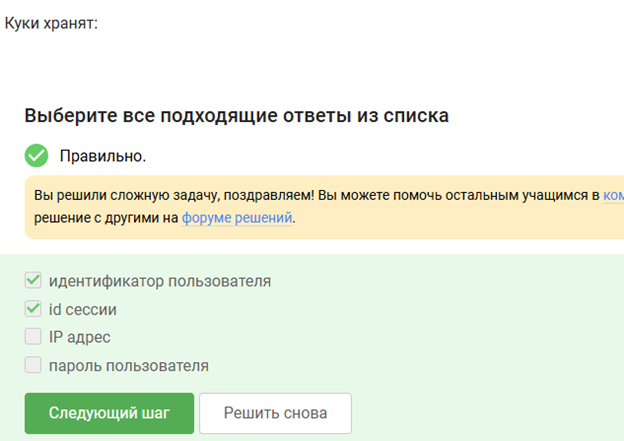 Куки хранят:
Выберите все подходящие ответы из списка
Правильно.
Вы решили сложную задачу, поздравляем! Вы можете помочь остальным учащимся в
решение с другими на форуме решений.
идентификатор пользователя
id сессии
IP адрес
пароль пользователя
Следующий шаг
Решить снова